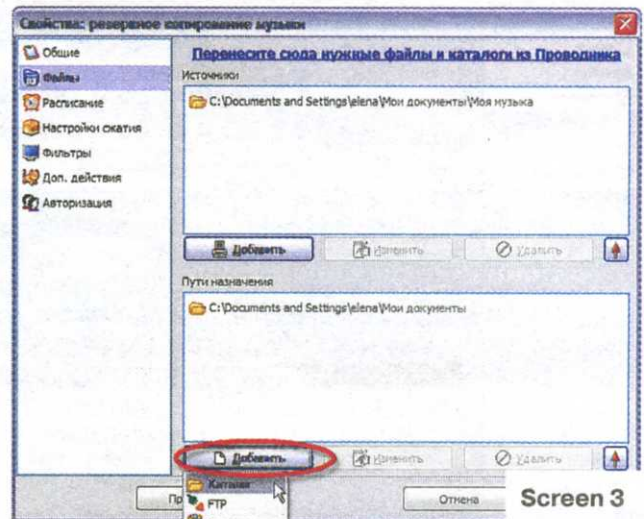 Свойства: резервное копирование музыки
Общие
Файлы
Расписание
Настройки сжатия
Фильтры
Доп. действия
Авторизация
Перенесите сюда нужные файлы и каталоги из Проводника
Источники
C:\Documents and Settings\elena\Мои документы\Моя музыка
Добавить
Изменить
Удалить
Пути назначения
C:\Documents and Settings\elena\Мои документы
Добавить
Изменить
Удалить
Каталог
FTP
Отмена
Screen 3